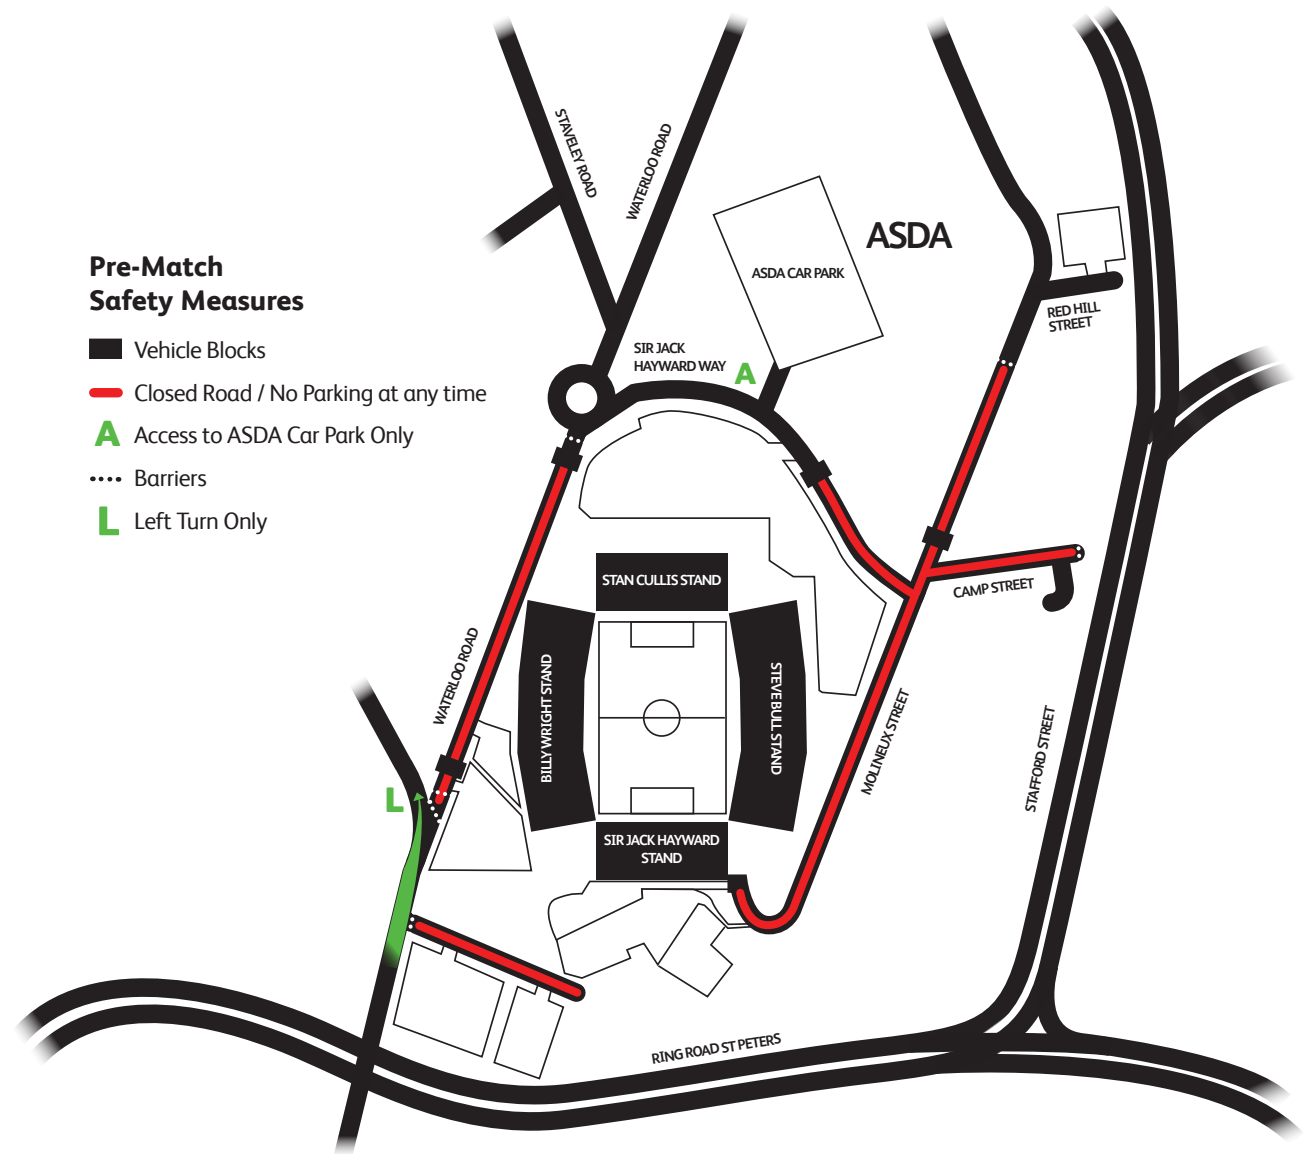 STAVELEY ROAD
WATERLOO ROAD
ASDA
ASDA CAR PARK
Pre-Match
Safety Measures
Vehicle Blocks
Closed Road / No Parking at any time
A Access to ASDA Car Park Only
Barriers
L Left Turn Only
RED HILL
STREET
SIR JACK
HAYWARD WAY
A
STAN CULLIS STAND
CAMP STREET
WATERLOO ROAD
BILLY WRIGHT STAND
STEVE BULL STAND
MOLINEUX STREET
STAFFORD STREET
L
SIR JACK HAYWARD
STAND
RING ROAD ST PETERS